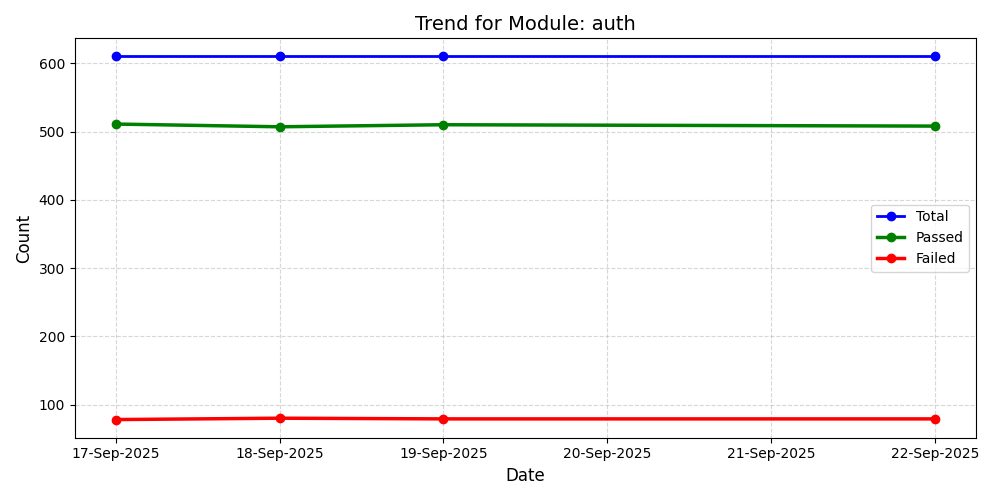 Trend for Module: auth
Count
600
500
400
300
200
100
Total
Passed
Failed
17-Sep-2025
18-Sep-2025
19-Sep-2025
20-Sep-2025
21-Sep-2025
22-Sep-2025
Date